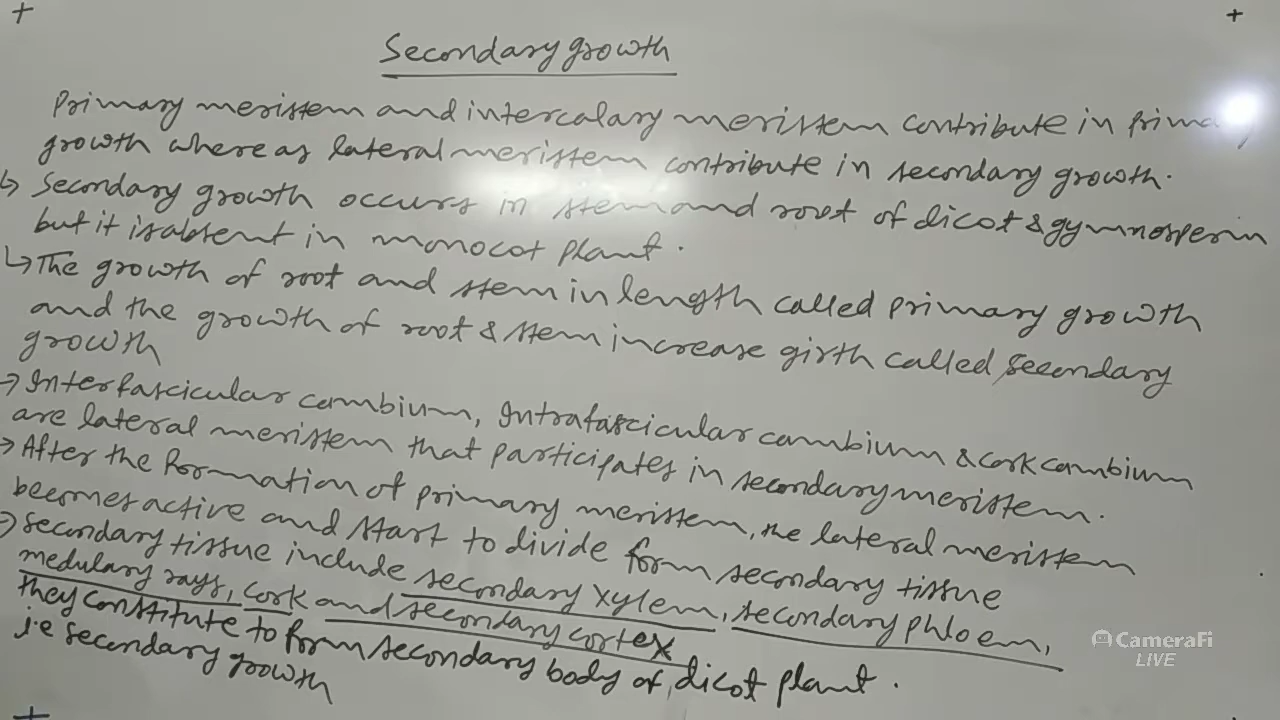 Secondary growth
Primary meristem and intercalary meristem contribute in primary
growth where as lateral meristem contribute in secondary growth.
↳ Secondary growth occurs in stem and root of dicot & gymnosperm
but it is absent in monocot plant.
↳ The growth of root and stem in length called primary growth
and the growth of root & stem increase girth called secondary
growth
→ Interfascicular cambium, Intrafascicular cambium & cork cambium
are lateral meristem that participates in secondary meristem.
→ After the formation of primary meristem, the lateral meristem
becomes active and start to divide form secondary tissue
→ Secondary tissue include secondary xylem, secondary phloem,
medulary rays, cork and secondary cortex
they constitute to form secondary body of dicot plant.
i.e secondary growth
CameraFi
LIVE